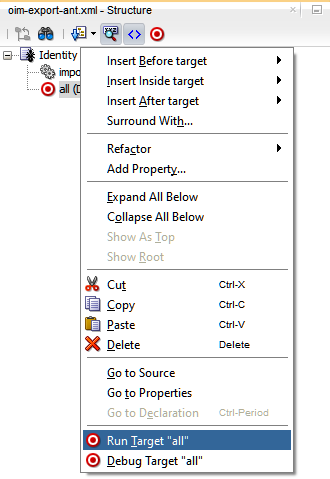 oim-export-ant.xml - Structure
Identity
impo
all (D
Insert Before target
Insert Inside target
Insert After target
Surround With...
Refactor
Add Property...
Expand All Below
Collapse All Below
Show As Top
Show Root
Cut Ctrl-X
Copy Ctrl-C
Paste Ctrl-V
Delete Delete
Go to Source
Go to Properties
Go to Declaration Ctrl-Period
Run Target "all"
Debug Target "all"